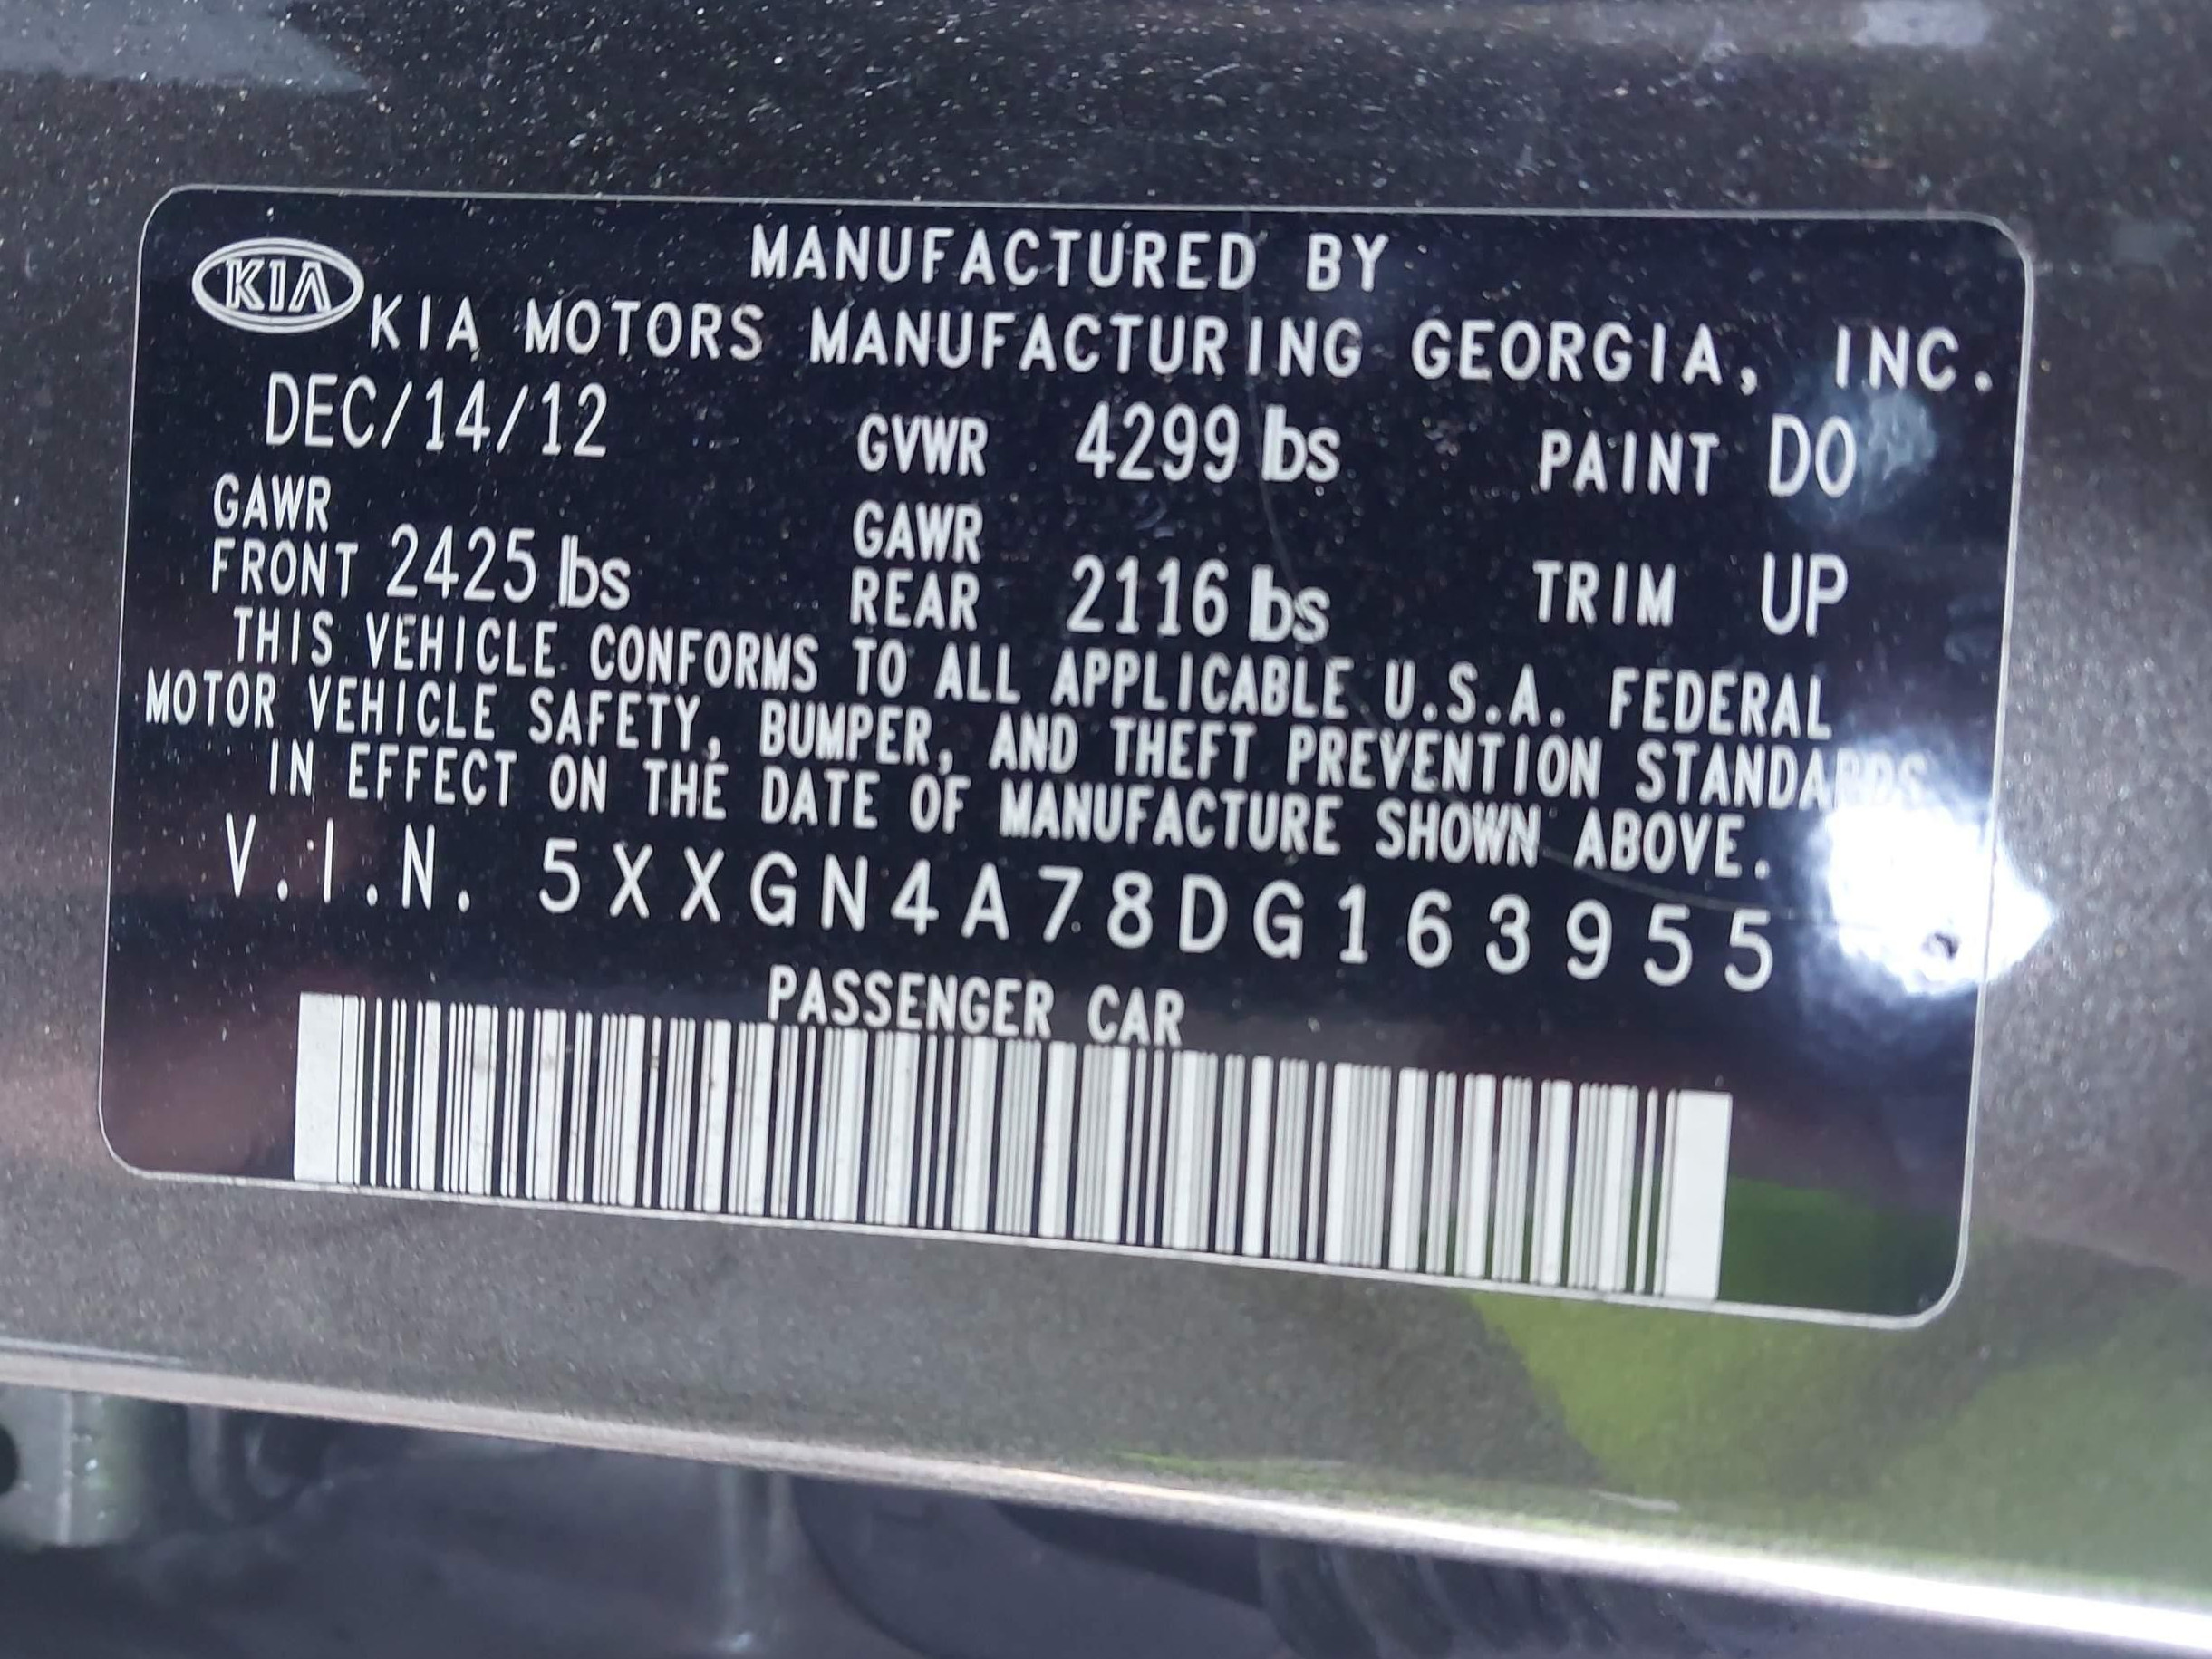 MANUFACTURED BY
KIA KIA MOTORS MANUFACTURING GEORGIA, INC.
DEC/14/12 GVWR 4299 lbs PAINT DO
GAWR FRONT 2425 lbs GAWR REAR 2116 lbs TRIM UP
THIS VEHICLE CONFORMS TO ALL APPLICABLE U.S.A. FEDERAL
MOTOR VEHICLE SAFETY, BUMPER, AND THEFT PREVENTION STANDARDS
IN EFFECT ON THE DATE OF MANUFACTURE SHOWN ABOVE.
V.I.N. 5XXGN4A78DG163955
PASSENGER CAR